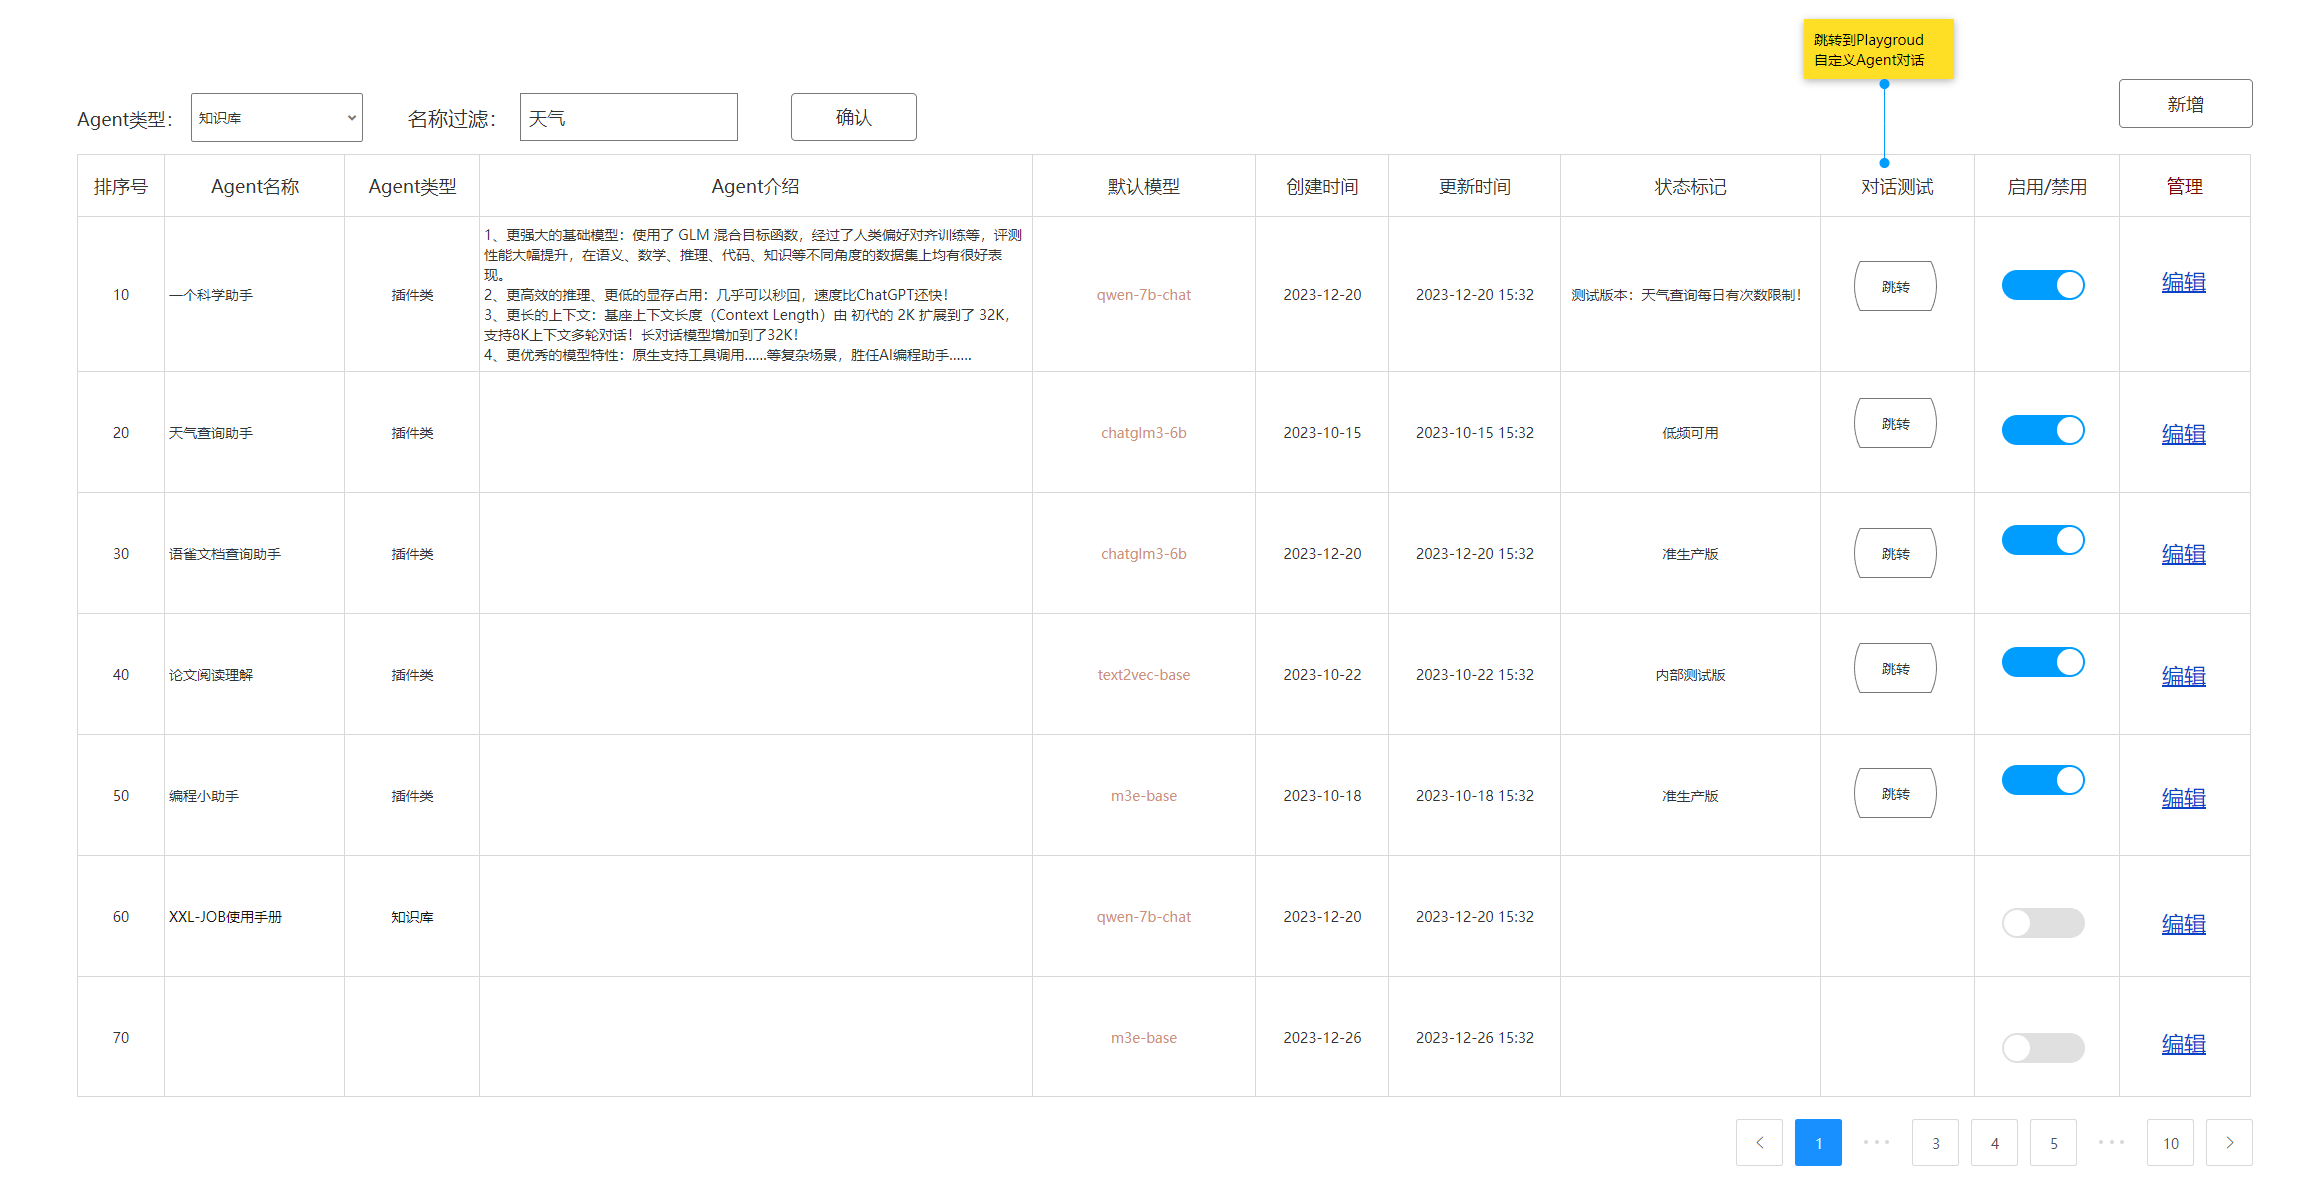 跳转到Playgroud
自定义Agent对话
Agent类型： 知识库 名称过滤： 天气 确认 新增
排序号 Agent名称 Agent类型 Agent介绍 默认模型 创建时间 更新时间 状态标记 对话测试 启用/禁用 管理
1、更强大的基础模型：使用了 GLM 混合目标函数，经过了人类偏好对齐训练等，评测
性能大幅提升，在语义、数学、推理、代码、知识等不同角度的数据集上均有很好表
现。
2、更高效的推理、更低的显存占用：几乎可以秒回，速度比ChatGPT还快！
3、更长的上下文：基座上下文长度（Context Length）由 初代的 2K 扩展到了 32K，
支持8K上下文多轮对话！长对话模型增加到了32K！
4、更优秀的模型特性：原生支持工具调用......等复杂场景，胜任AI编程助手......
10 一个科学助手 插件类 qwen-7b-chat 2023-12-20 2023-12-20 15:32 测试版本：天气查询每日有次数限制！ 跳转 编辑
20 天气查询助手 插件类 chatglm3-6b 2023-10-15 2023-10-15 15:32 低频可用 跳转 编辑
30 语雀文档查询助手 插件类 chatglm3-6b 2023-12-20 2023-12-20 15:32 准生产版 跳转 编辑
40 论文阅读理解 插件类 text2vec-base 2023-10-22 2023-10-22 15:32 内部测试版 跳转 编辑
50 编程小助手 插件类 m3e-base 2023-10-18 2023-10-18 15:32 准生产版 跳转 编辑
60 XXL-JOB使用手册 知识库 qwen-7b-chat 2023-12-20 2023-12-20 15:32 编辑
70 m3e-base 2023-12-26 2023-12-26 15:32 编辑
1 ••• 3 4 5 ••• 10